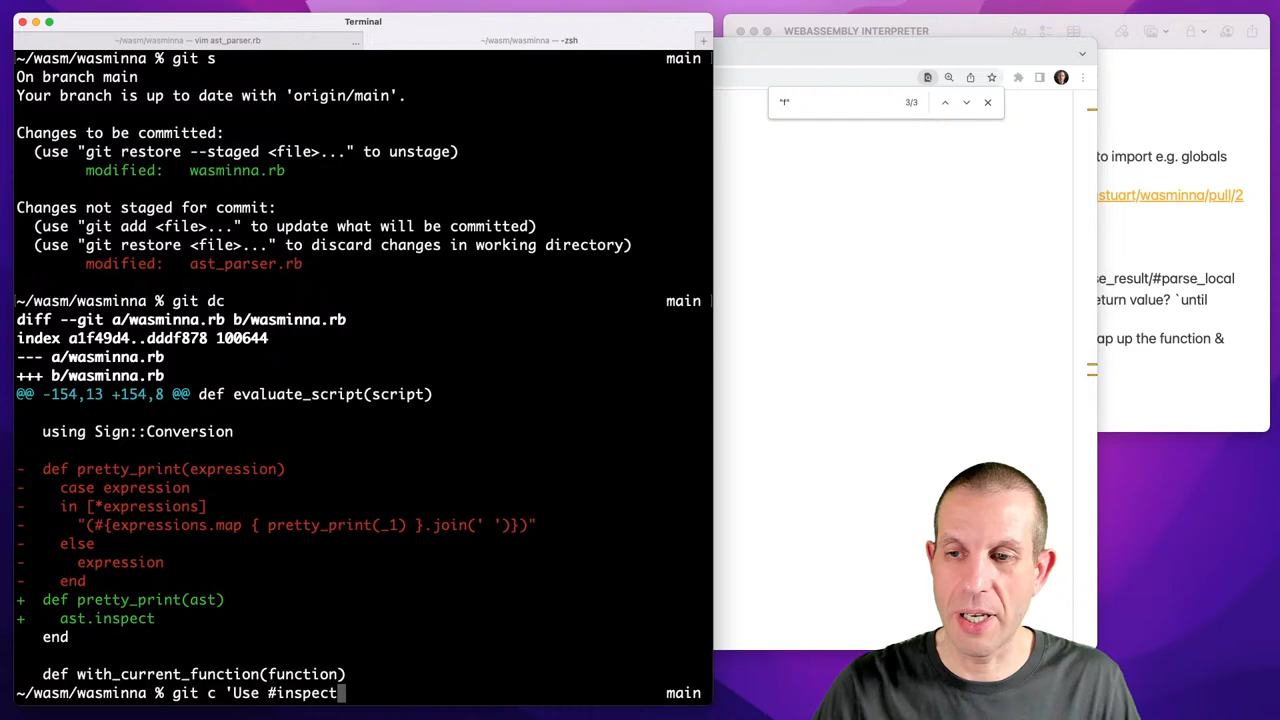 Terminal
~/wasm/wasminna — vim ast_parser.rb ...
~/wasm/wasminna — -zsh
+
~/wasm/wasminna % git s main
On branch main
Your branch is up to date with 'origin/main'.
Changes to be committed:
(use "git restore --staged <file>..." to unstage)
modified: wasminna.rb
Changes not staged for commit:
(use "git add <file>..." to update what will be committed)
(use "git restore <file>..." to discard changes in working directory)
modified: ast_parser.rb
~/wasm/wasminna % git dc main
diff --git a/wasminna.rb b/wasminna.rb
index a1f49d4..dddf878 100644
--- a/wasminna.rb
+++ b/wasminna.rb
@@ -154,13 +154,8 @@ def evaluate_script(script)
using Sign::Conversion
- def pretty_print(expression)
- case expression
- in [*expressions]
- "(#{expressions.map { pretty_print(_1) }.join(' ')})"
- else
- expression
- end
+ def pretty_print(ast)
+ ast.inspect
end
def with_current_function(function)
~/wasm/wasminna % git c 'Use #inspect main
WEBASSEMBLY INTERPRETER
"f" 3/3
to import e.g. globals
stuart/wasminna/pull/2
se_result/#parse_local
eturn value? `until
ap up the function &